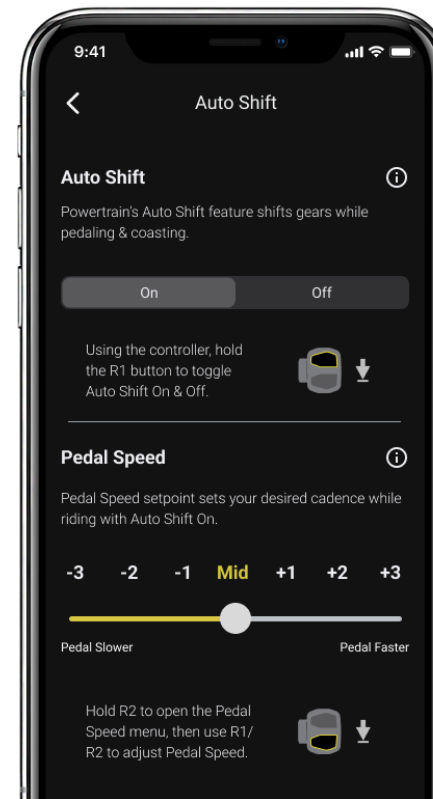 9:41
Auto Shift
Auto Shift
Powertrain's Auto Shift feature shifts gears while
pedaling & coasting.
On Off
Using the controller, hold
the R1 button to toggle
Auto Shift On & Off.
Pedal Speed
Pedal Speed setpoint sets your desired cadence while
riding with Auto Shift On.
-3 -2 -1 Mid +1 +2 +3
Pedal Slower Pedal Faster
Hold R2 to open the Pedal
Speed menu, then use R1/
R2 to adjust Pedal Speed.